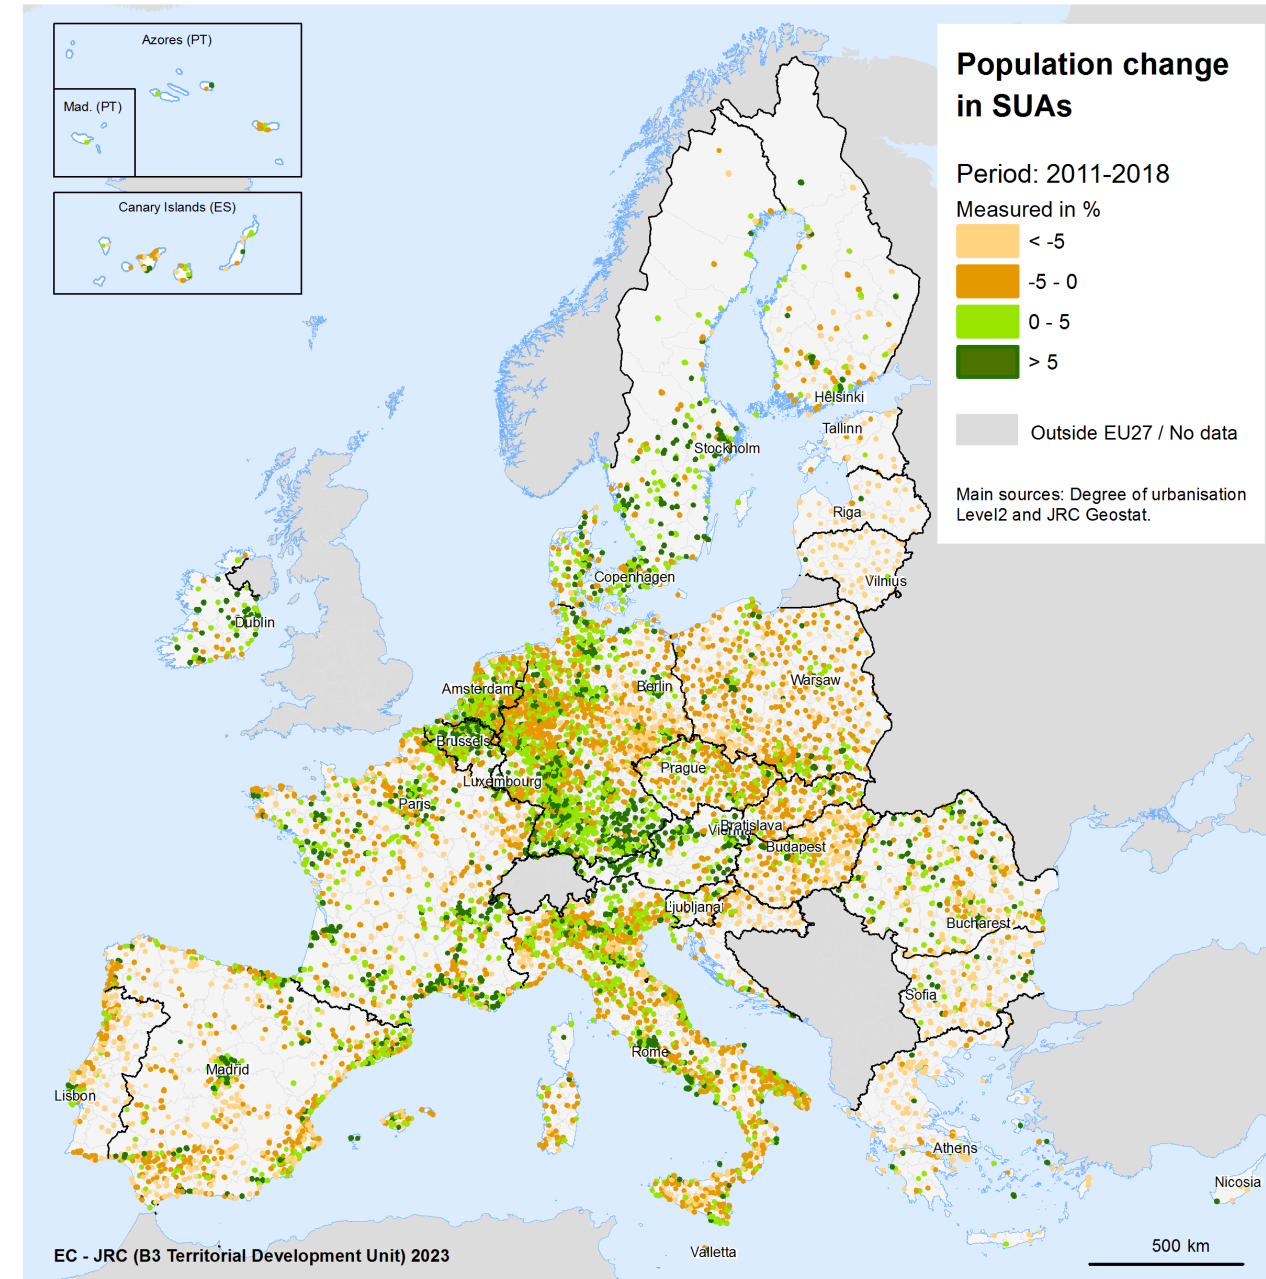 Azores (PT)
Mad. (PT)
Canary Islands (ES)
Population change
in SUAs
Period: 2011-2018
Measured in %
< -5
-5 - 0
0 - 5
> 5
Outside EU27 / No data
Main sources: Degree of urbanisation
Level2 and JRC Geostat.
Helsinki
Tallinn
Stockholm
Riga
Copenhagen
Vilnius
Dublin
Amsterdam
Berlin
Warsaw
Brussels
Prague
Luxembourg
Paris
Bratislava
Vienna
Budapest
Ljubljana
Bucharest
Sofia
Rome
Madrid
Lisbon
Athens
Nicosia
Valletta
500 km
EC - JRC (B3 Territorial Development Unit) 2023